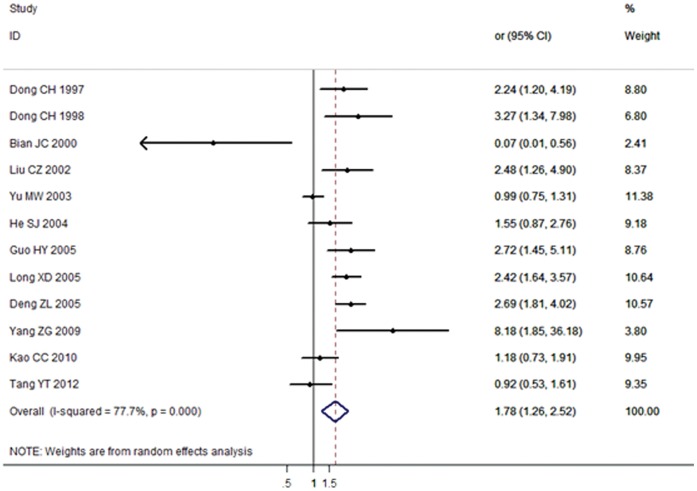 Study %
ID or (95% CI) Weight
Dong CH 1997 2.24 (1.20, 4.19) 8.80
Dong CH 1998 3.27 (1.34, 7.98) 6.80
Bian JC 2000 0.07 (0.01, 0.56) 2.41
Liu CZ 2002 2.48 (1.26, 4.90) 8.37
Yu MW 2003 0.99 (0.75, 1.31) 11.38
He SJ 2004 1.55 (0.87, 2.76) 9.18
Guo HY 2005 2.72 (1.45, 5.11) 8.76
Long XD 2005 2.42 (1.64, 3.57) 10.64
Deng ZL 2005 2.69 (1.81, 4.02) 10.57
Yang ZG 2009 8.18 (1.85, 36.18) 3.80
Kao CC 2010 1.18 (0.73, 1.91) 9.95
Tang YT 2012 0.92 (0.53, 1.61) 9.35
Overall (I-squared = 77.7%, p = 0.000) 1.78 (1.26, 2.52) 100.00
NOTE: Weights are from random effects analysis
.5 1 1.5